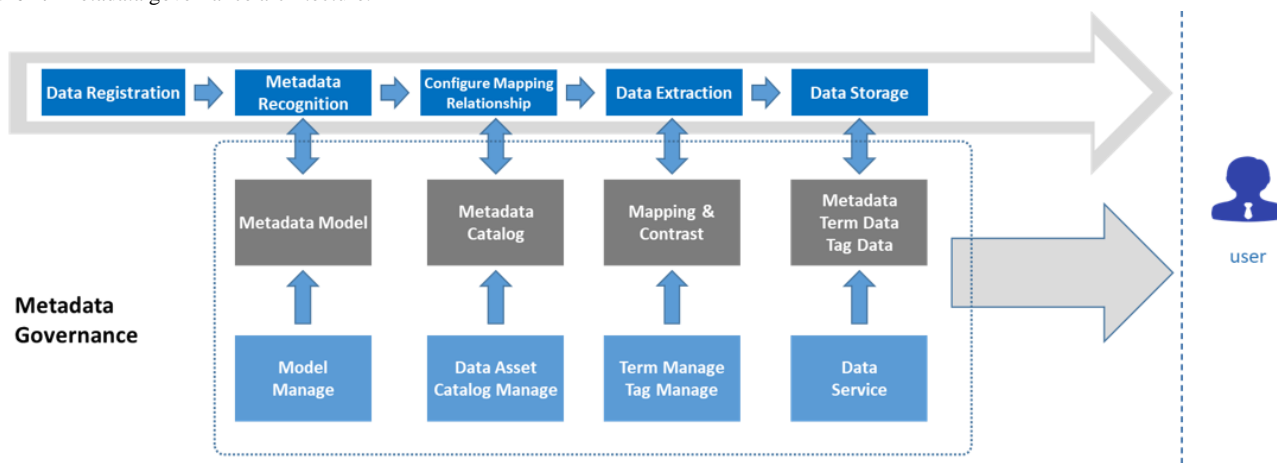 Data Registration
Metadata
Recognition
Configure Mapping
Relationship
Data Extraction
Data Storage
Metadata Model
Metadata
Catalog
Mapping &
Contrast
Metadata
Term Data
Tag Data
user
Metadata
Governance
Model
Manage
Data Asset
Catalog Manage
Term Manage
Tag Manage
Data
Service